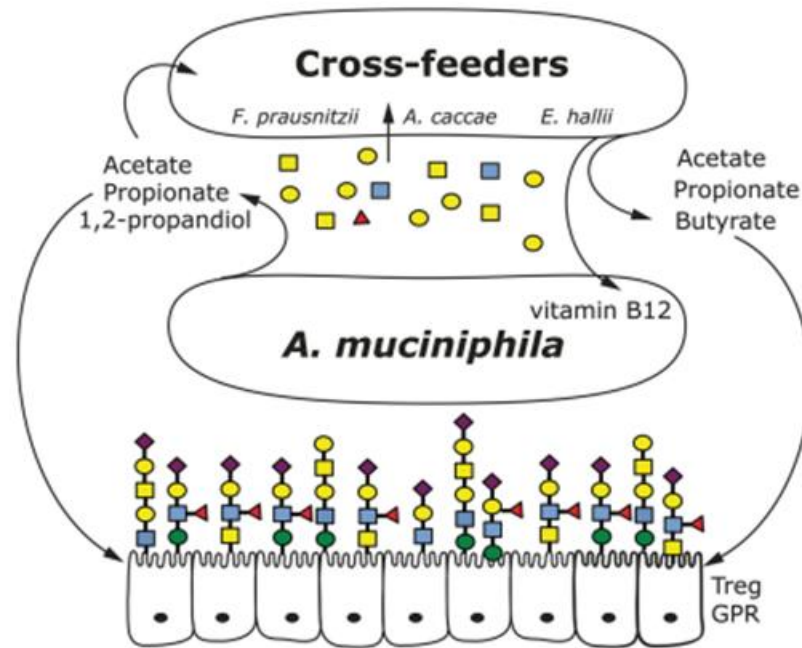 Cross-feeders
F. prausnitzii A. caccae E. hallii
Acetate
Propionate
1,2-propandiol
Acetate
Propionate
Butyrate
vitamin B12
A. muciniphila
Treg
GPR